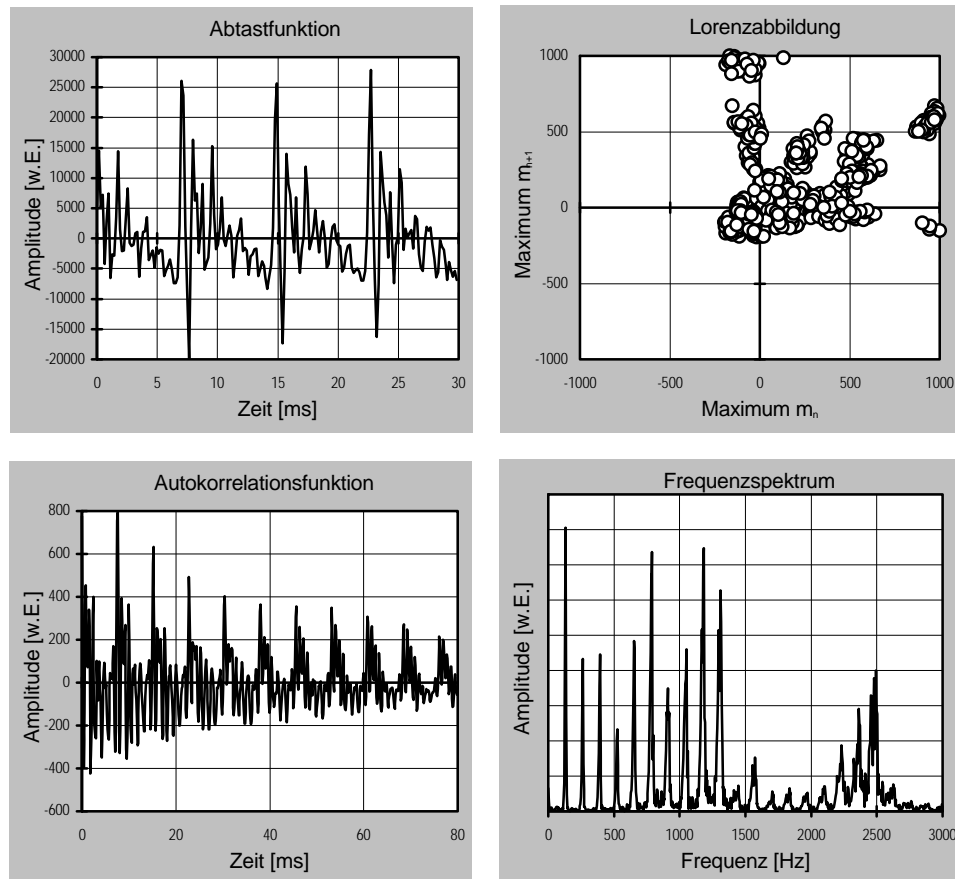 Abtastfunktion
30000
25000
20000
15000
10000
5000
0
-5000
-10000
-15000
-20000
Amplitude [w.E.]
0 5 10 15 20 25 30
Zeit [ms]
Lorenzabbildung
1000
500
0
-500
-1000
Maximum mn+1
-1000 -500 0 500 1000
Maximum mn
Autokorrelationsfunktion
800
600
400
200
0
-200
-400
-600
Amplitude [w.E.]
0 20 40 60 80
Zeit [ms]
Frequenzspektrum
Amplitude [w.E.]
0 500 1000 1500 2000 2500 3000
Frequenz [Hz]